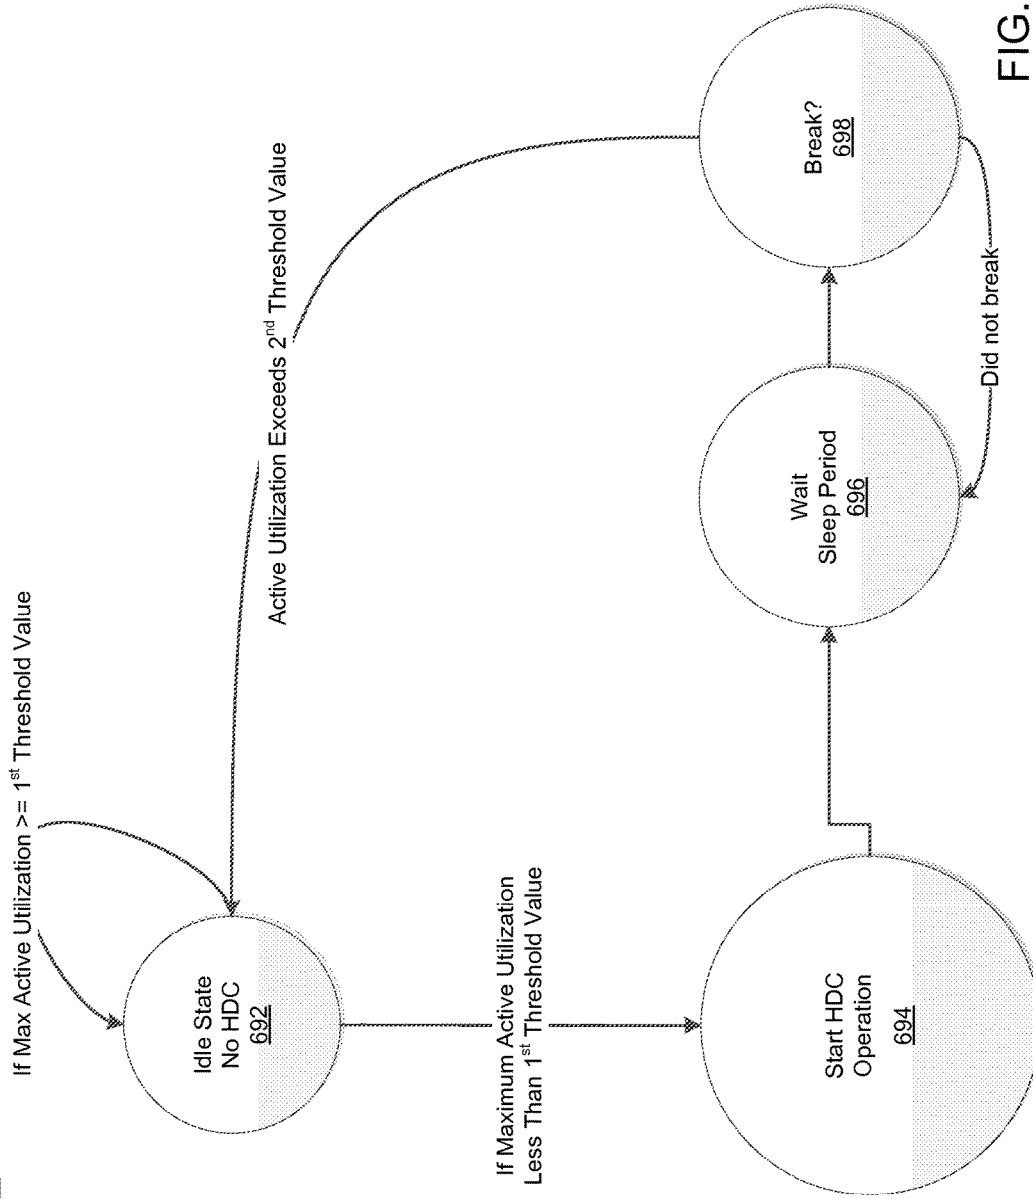 If Max Active Utilization >= 1st Threshold Value
Idle State
No HDC
692
Active Utilization Exceeds 2nd Threshold Value
If Maximum Active Utilization
Less Than 1st Threshold Value
Start HDC
Operation
694
Wait
Sleep Period
696
Break?
698
Did not break
FIG.